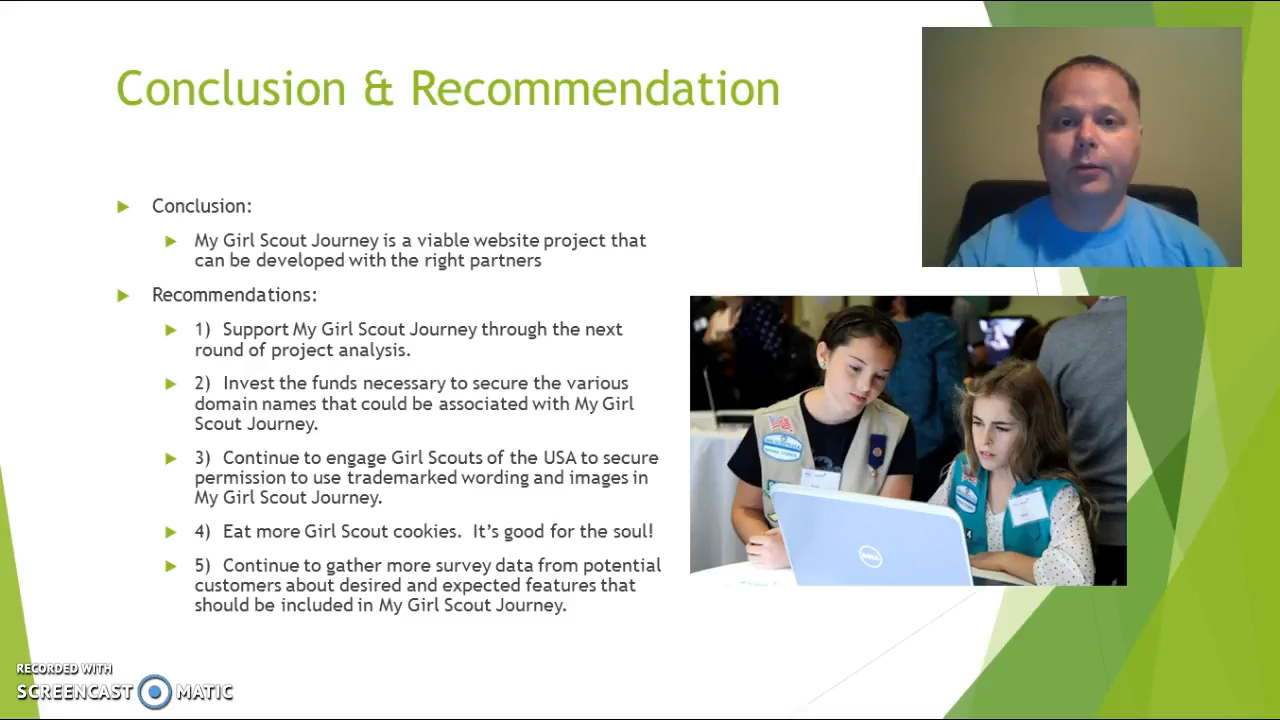 Conclusion & Recommendation
Conclusion:
My Girl Scout Journey is a viable website project that
can be developed with the right partners
Recommendations:
1) Support My Girl Scout Journey through the next
round of project analysis.
2) Invest the funds necessary to secure the various
domain names that could be associated with My Girl
Scout Journey.
3) Continue to engage Girl Scouts of the USA to secure
permission to use trademarked wording and images in
My Girl Scout Journey.
4) Eat more Girl Scout cookies. It's good for the soul!
5) Continue to gather more survey data from potential
customers about desired and expected features that
should be included in My Girl Scout Journey.
DELL
RECORDED WITH
SCREENCAST MATIC